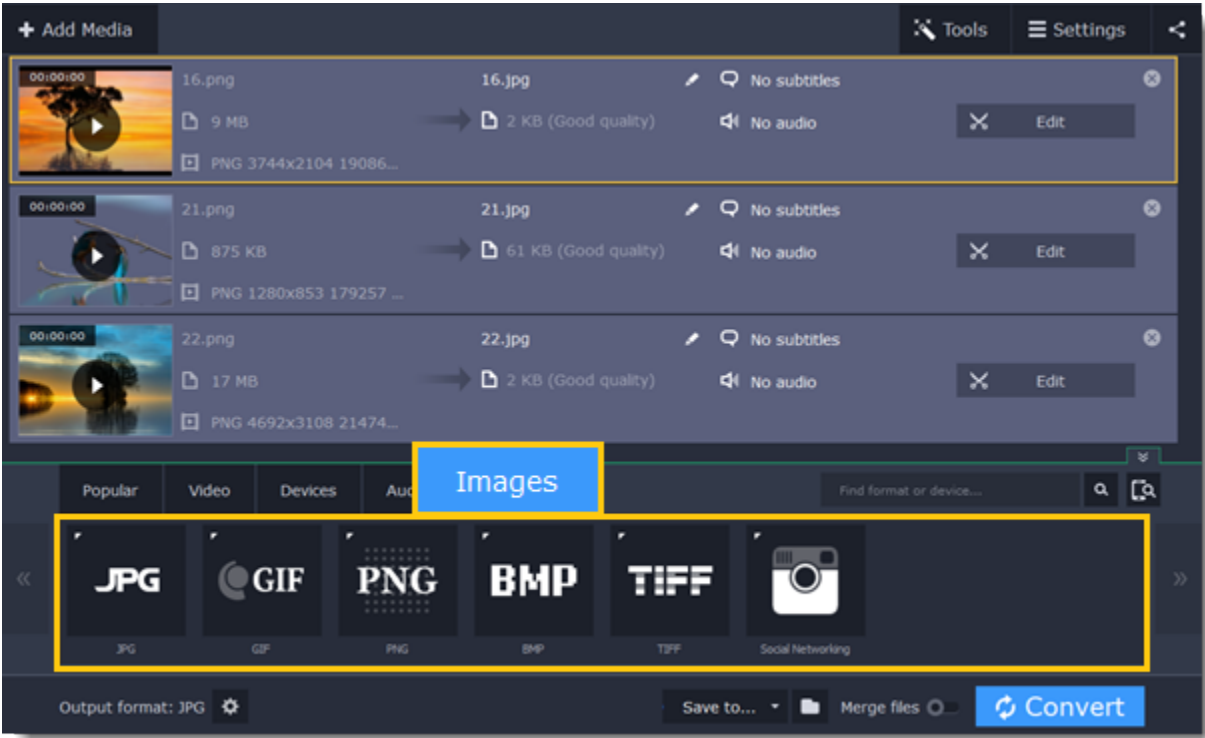 Add Media
Tools
Settings
00:00:00
16.png
16.jpg
No subtitles
9 MB
2 KB (Good quality)
No audio
Edit
PNG 3744x2104 19086...
00:00:00
21.png
21.jpg
No subtitles
875 KB
61 KB (Good quality)
No audio
Edit
PNG 1280x853 179257 ...
00:00:00
22.png
22.jpg
No subtitles
17 MB
2 KB (Good quality)
No audio
Edit
PNG 4692x3108 21474...
Popular
Video
Devices
Auc
Images
Find format or device...
JPG
GIF
PNG
BMP
TIFF
JPG
GIF
PNG
BMP
TIFF
Social Networking
Output format: JPG
Save to...
Merge files
Convert